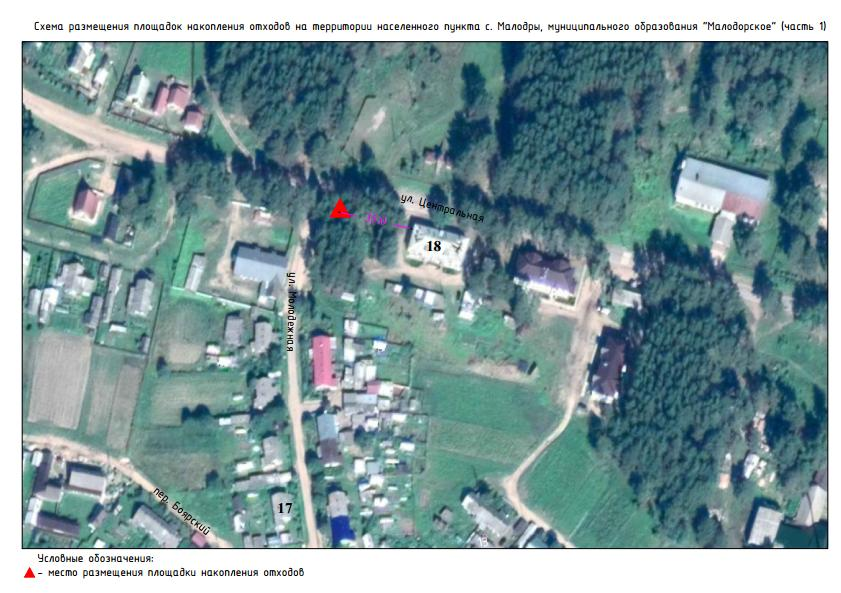 Схема размещения площадок накопления отходов на территории населенного пункта с. Малодры, муниципального образования "Малодорское" (часть 1)
ул. Центральная
18
ул. Молодежная
17
пер. Боярский
Условные обозначения:
- место размещения площадки накопления отходов